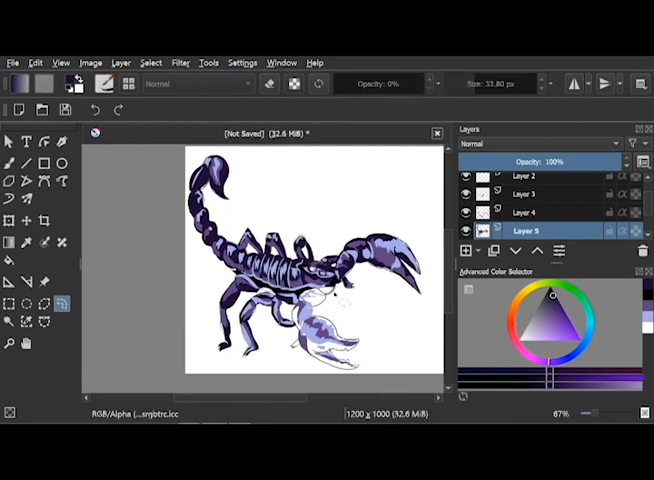 File Edit View Image Layer Select Filter Tools Settings Window Help
Normal Opacity: 0% Size: 33.80 px
[Not Saved] (32.6 MiB) *
Layers
Normal
Opacity: 100%
Layer 2
Layer 3
Layer 4
Layer 5
Advanced Color Selector
RGB/Alpha (...srgbtrc.icc 1200 x 1000 (32.6 MiB) 67%